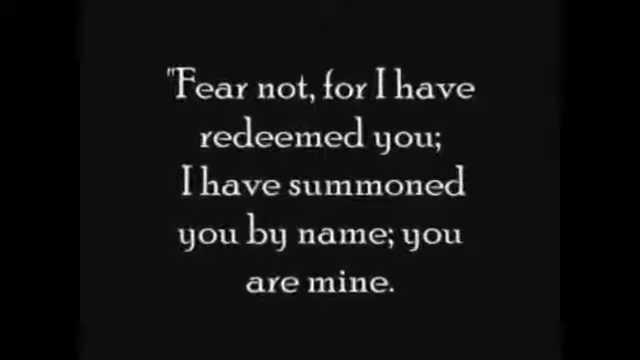 "Fear not, for I have
redeemed you;
I have summoned
you by name; you
are mine.